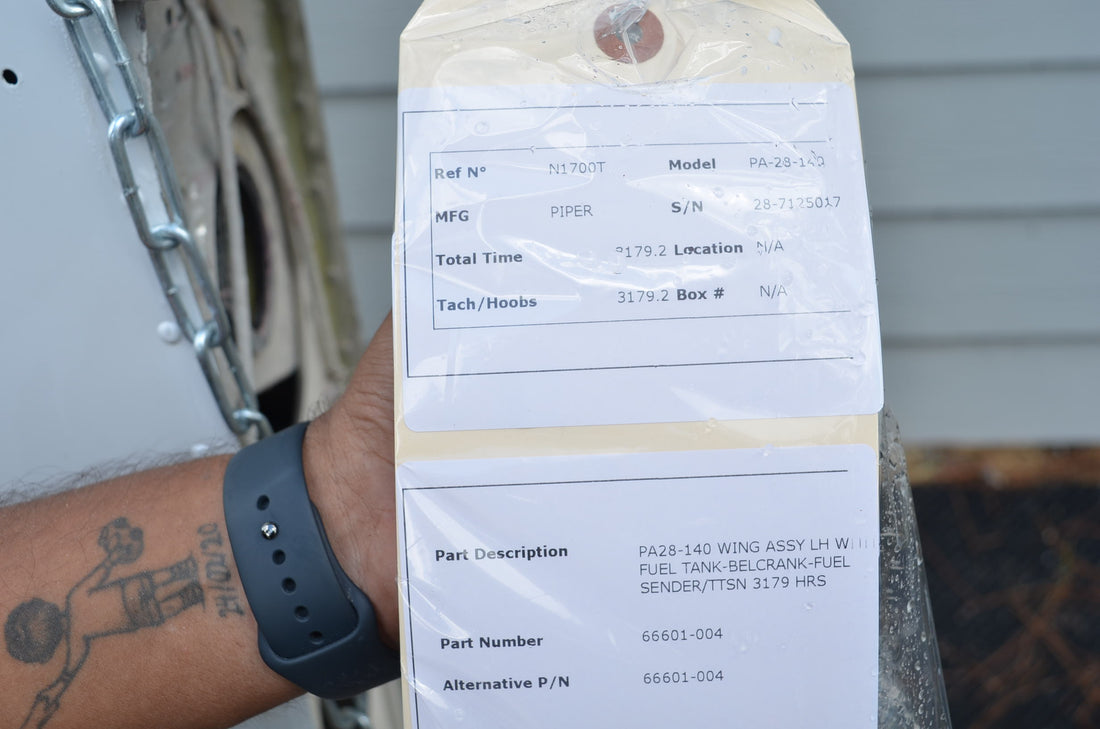 Ref N° N1700T Model PA-28-140
MFG PIPER S/N 28-7125017
Total Time 3179.2 Location N/A
Tach/Hoobs 3179.2 Box # N/A
Part Description PA28-140 WING ASSY LH
FUEL TANK-BELCRANK-FUEL
SENDER/TTSN 3179 HRS
Part Number 66601-004
Alternative P/N 66601-004